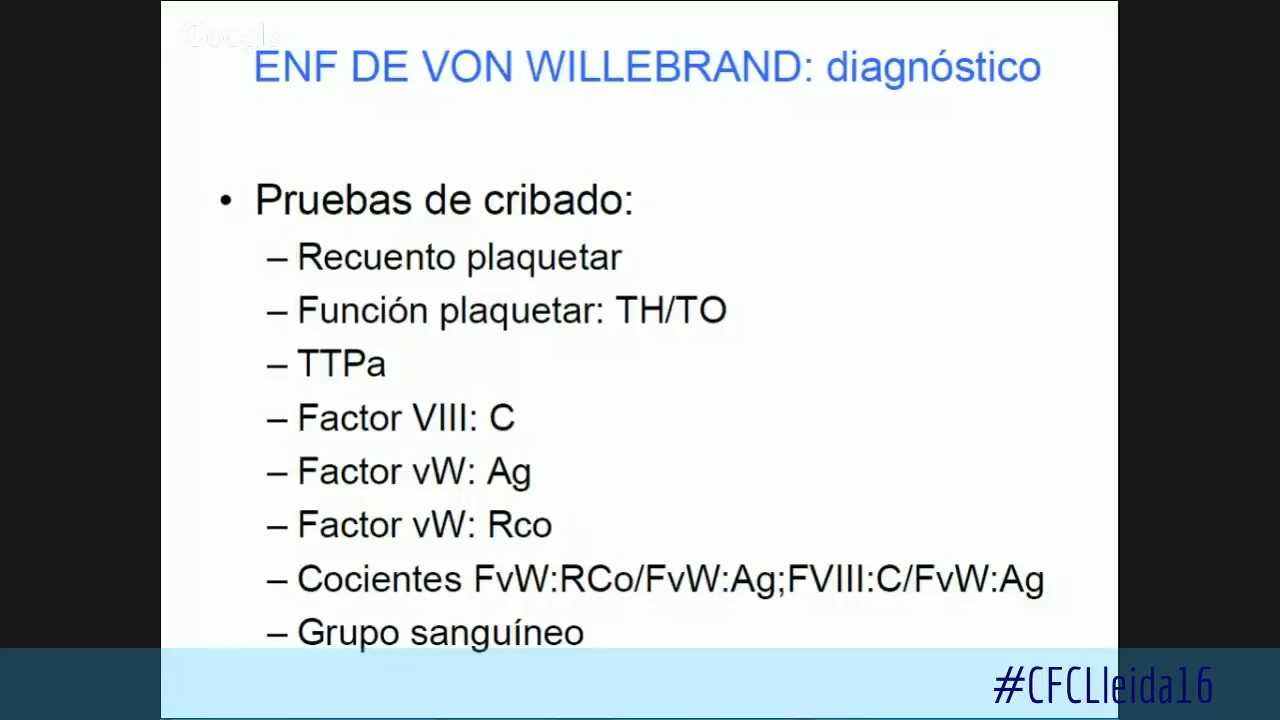 ENF DE VON WILLEBRAND: diagnóstico
• Pruebas de cribado:
– Recuento plaquetar
– Función plaquetar: TH/TO
– TTPa
– Factor VIII: C
– Factor vW: Ag
– Factor vW: Rco
– Cocientes FvW:RCo/FvW:Ag;FVIII:C/FvW:Ag
– Grupo sanguíneo
#CFCLleida16